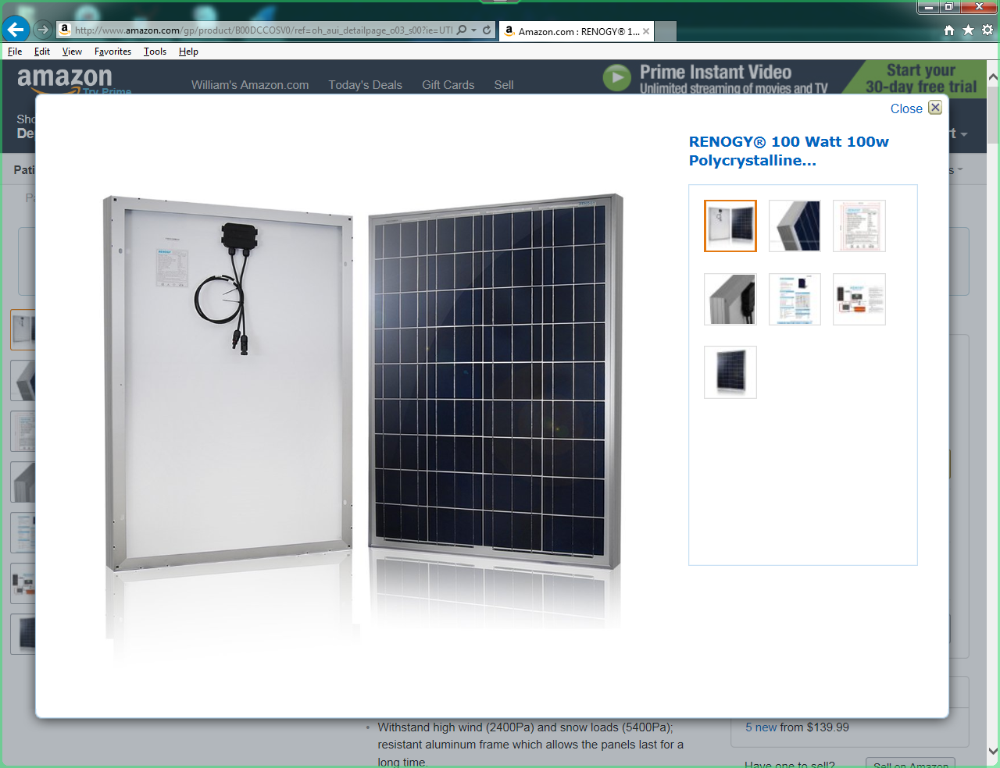 http://www.amazon.com/gp/product/B00DCCOSV0/ref=oh_aui_detailpage_o03_s00?ie=UTI
Amazon.com : RENOGY® 1...
File Edit View Favorites Tools Help
amazon
Try Prime
William's Amazon.com Today's Deals Gift Cards Sell
Prime Instant Video
Unlimited streaming of movies and TV
Start your
30-day free trial
Sho
De
Close
RENOGY® 100 Watt 100w
Polycrystalline...
Pati
Withstand high wind (2400Pa) and snow loads (5400Pa);
resistant aluminum frame which allows the panels last for a
long time.
5 new from $139.99
Have one to sell?
Sell on Amazon